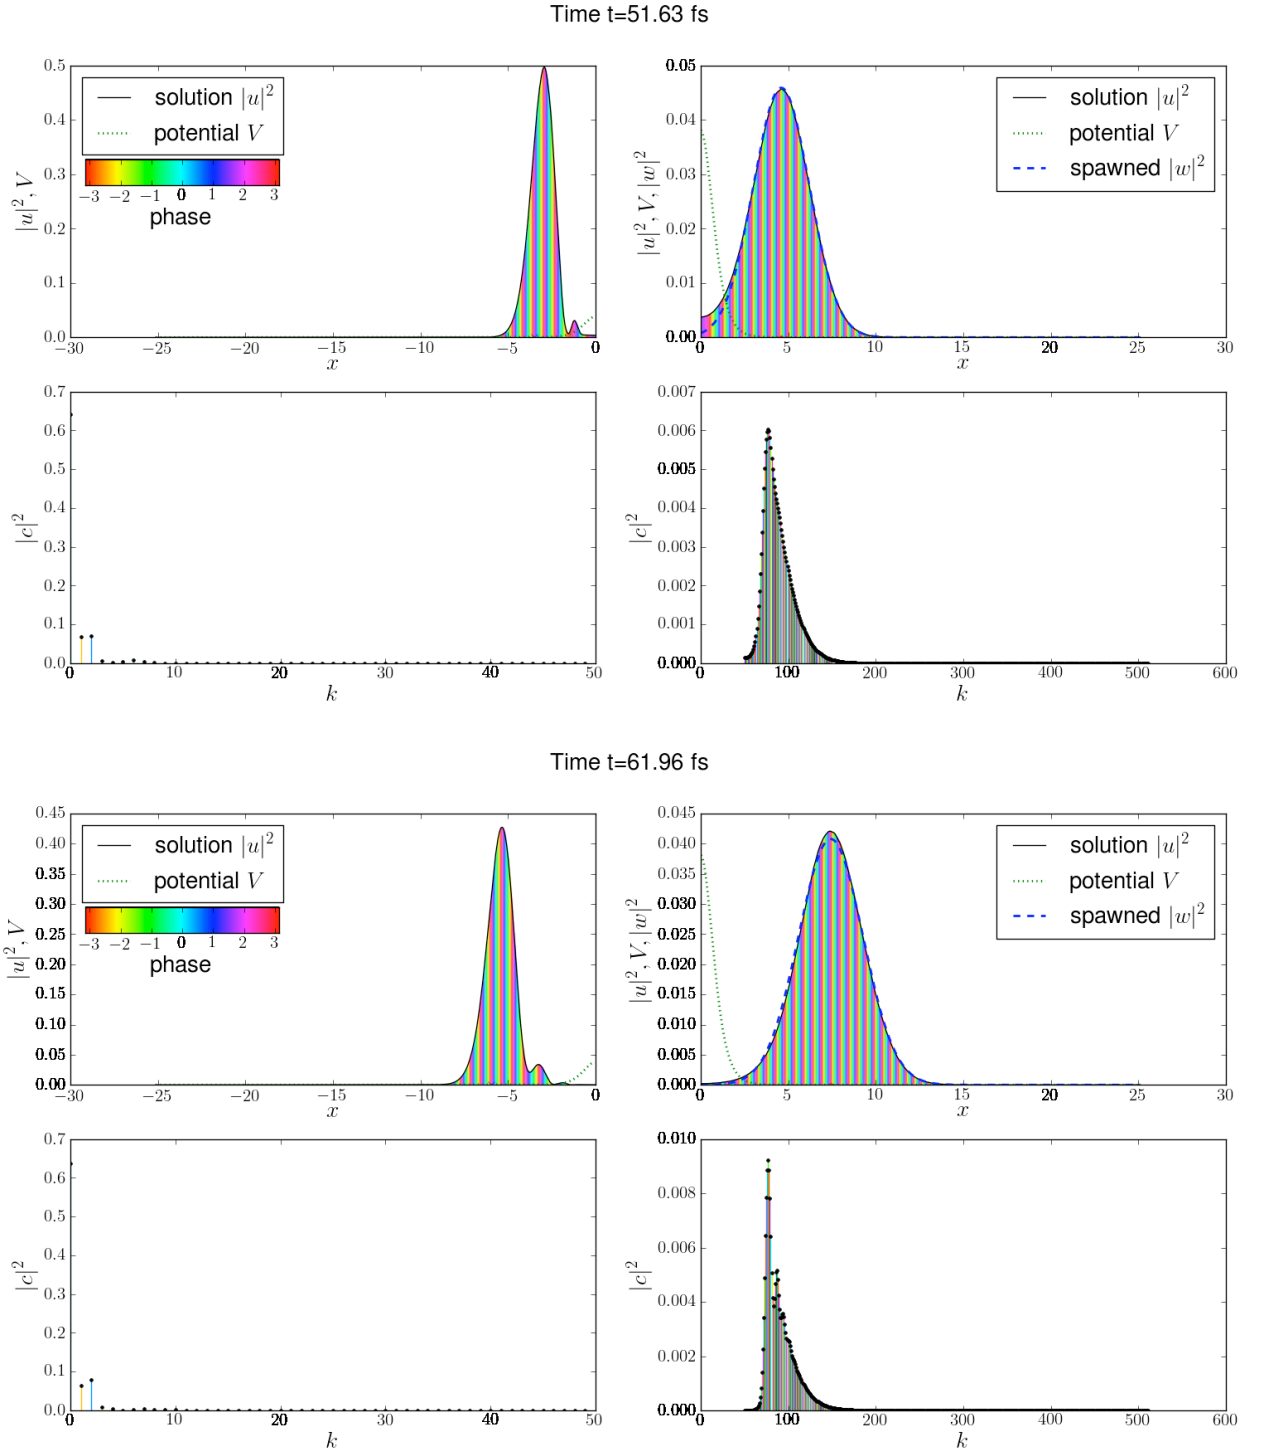 Time t=51.63 fs
0.5
0.4
0.3
0.2
0.1
0.0
|u|², V
solution |u|²
potential V
−3 −2 −1 0 1 2 3
phase
−30 −25 −20 −15 −10 −5 0
x
0.05
0.04
0.03
0.02
0.01
0.00
|u|², V, |w|²
solution |u|²
potential V
spawned |w|²
0 5 10 15 20 25 30
x
0.7
0.6
0.5
0.4
0.3
0.2
0.1
0.0
|c|²
0 10 20 30 40 50
k
0.007
0.006
0.005
0.004
0.003
0.002
0.001
0.000
|c|²
0 100 200 300 400 500 600
k
Time t=61.96 fs
0.45
0.40
0.35
0.30
0.25
0.20
0.15
0.10
0.05
0.00
|u|², V
solution |u|²
potential V
−3 −2 −1 0 1 2 3
phase
−30 −25 −20 −15 −10 −5 0
x
0.045
0.040
0.035
0.030
0.025
0.020
0.015
0.010
0.005
0.000
|u|², V, |w|²
solution |u|²
potential V
spawned |w|²
0 5 10 15 20 25 30
x
0.7
0.6
0.5
0.4
0.3
0.2
0.1
0.0
|c|²
0 10 20 30 40 50
k
0.010
0.008
0.006
0.004
0.002
0.000
|c|²
0 100 200 300 400 500 600
k